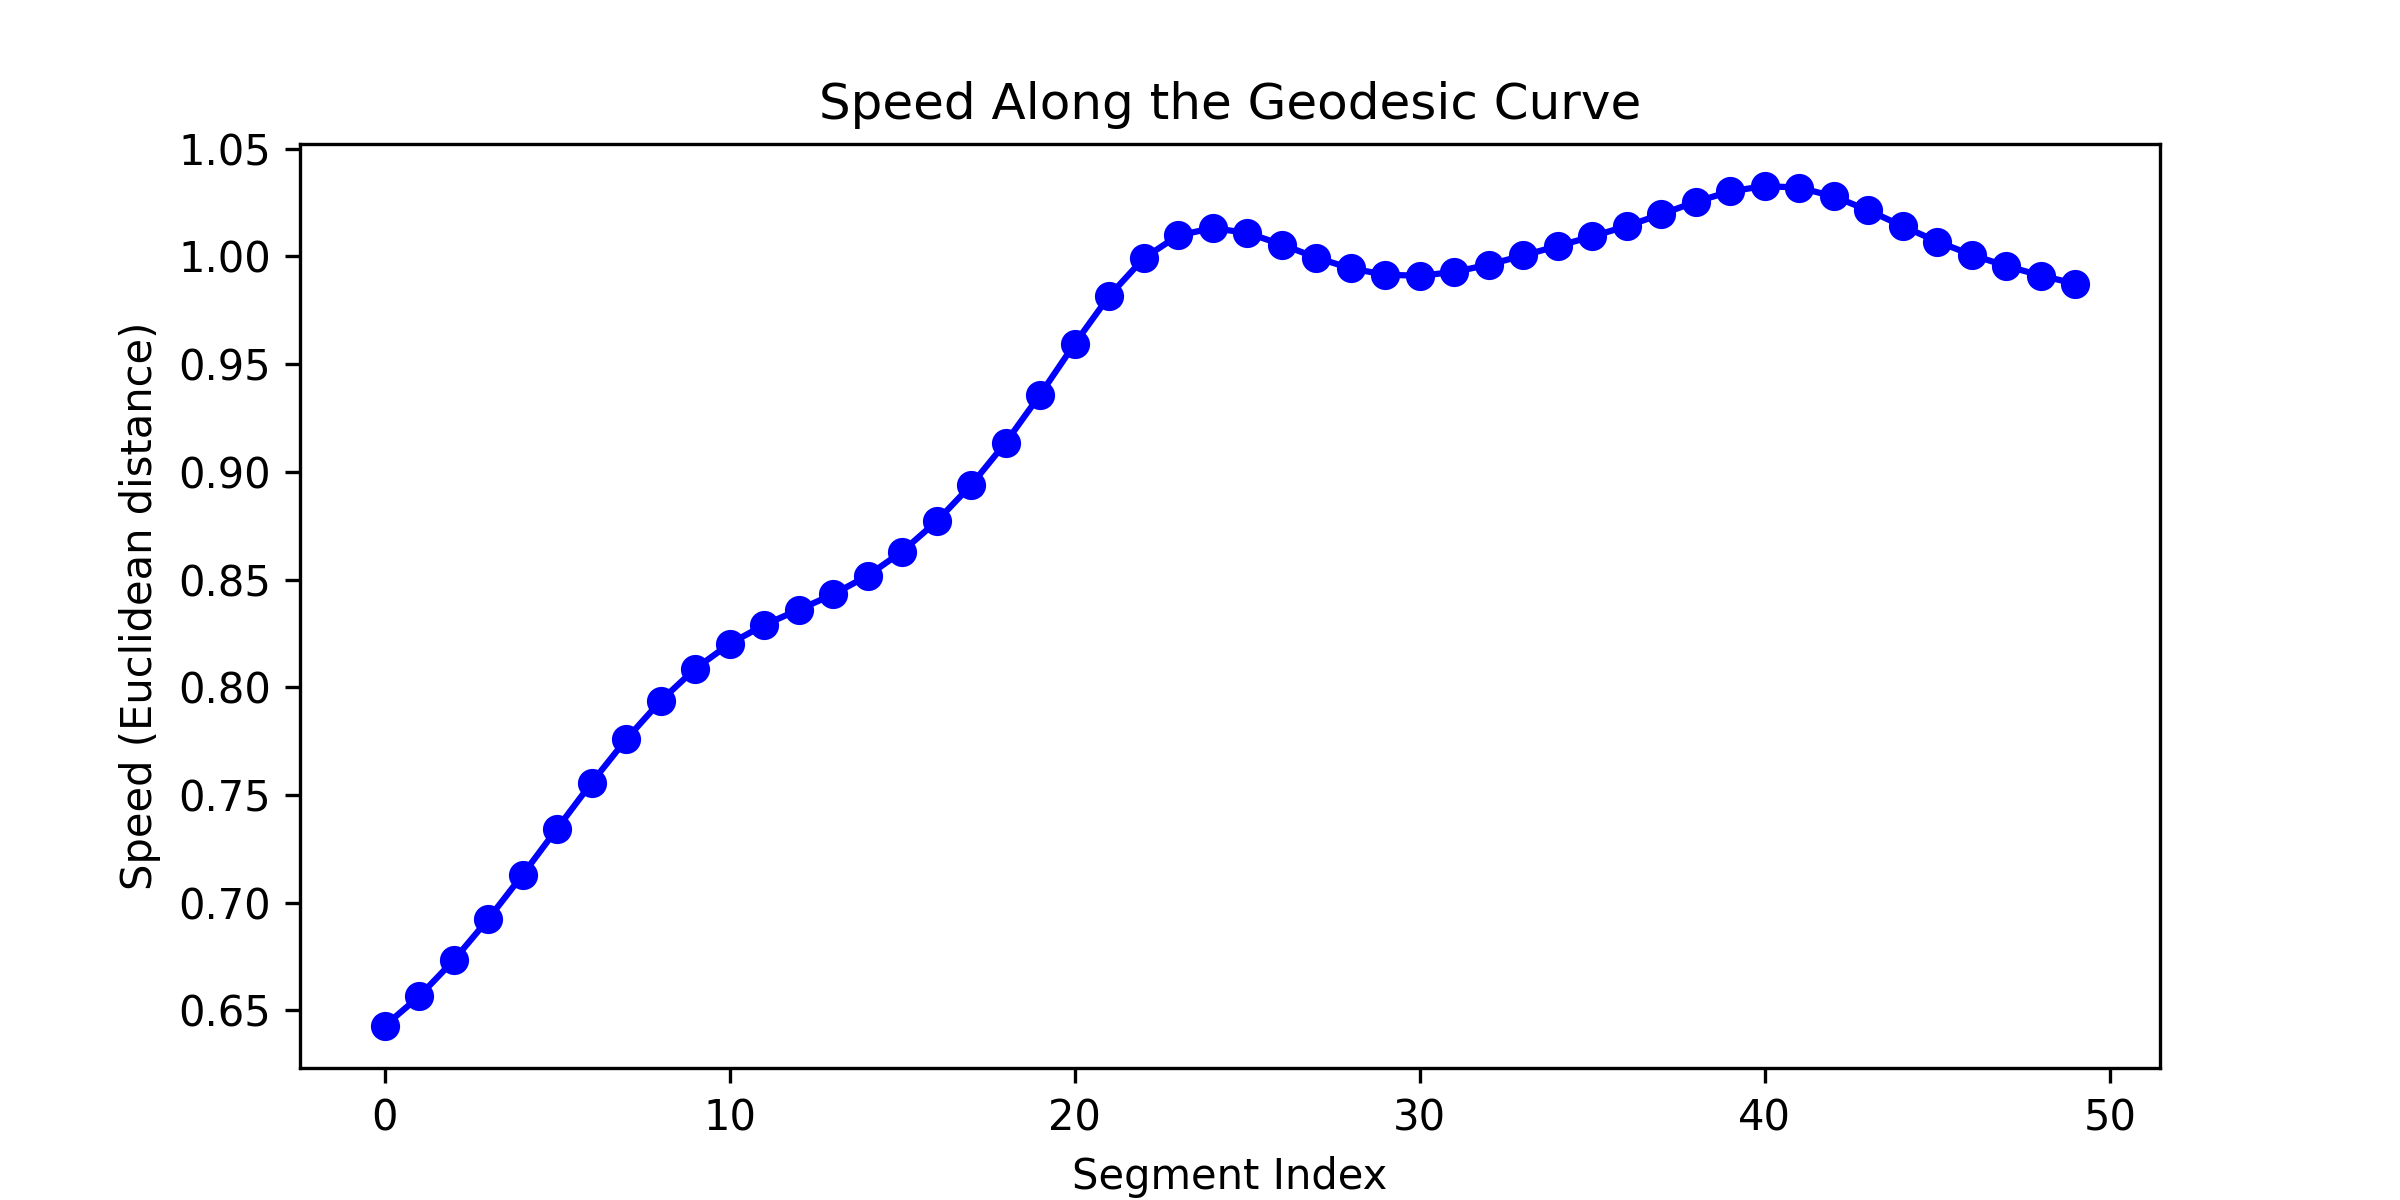 Speed Along the Geodesic Curve
1.05
1.00
0.95
0.90
0.85
0.80
0.75
0.70
0.65
Speed (Euclidean distance)
0 10 20 30 40 50
Segment Index